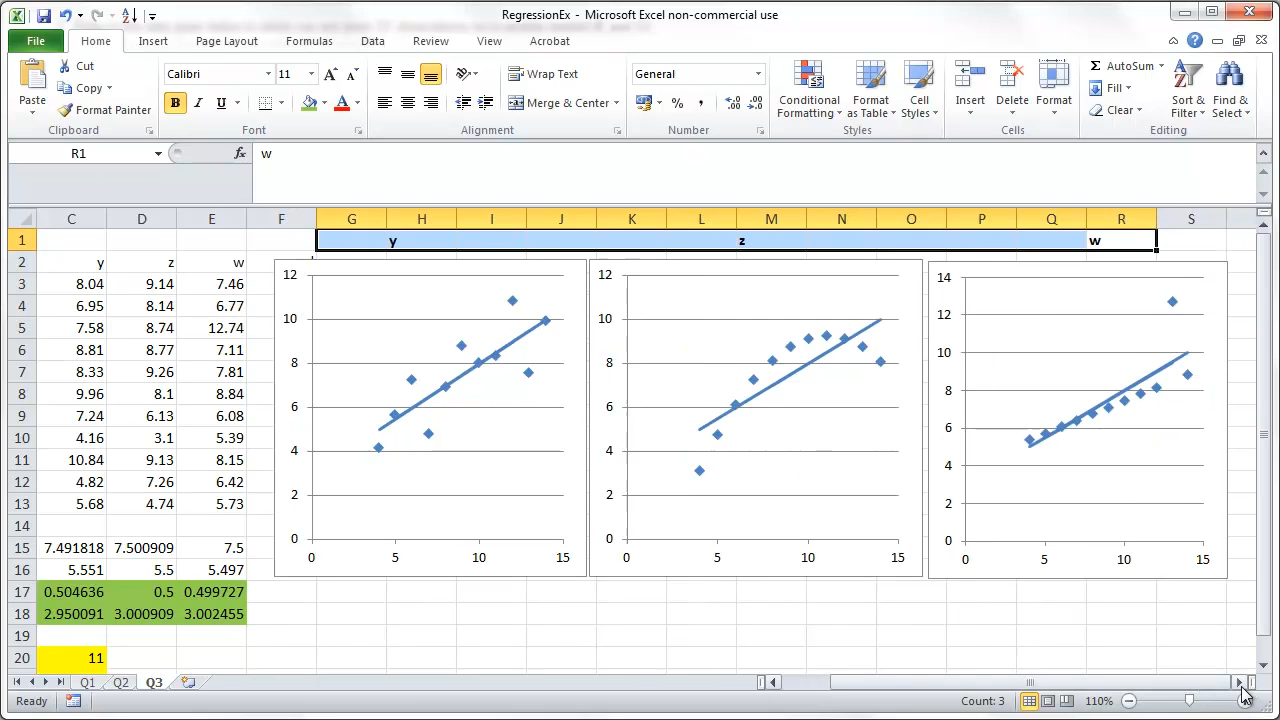 RegressionEx - Microsoft Excel non-commercial use
File Home Insert Page Layout Formulas Data Review View Acrobat
Paste
Cut
Copy
Format Painter
Clipboard
Calibri 11
B I U
Font
Wrap Text
Merge & Center
Alignment
General
$ % , .0 .00 .00 .0
Number
Conditional Formatting
Format as Table
Cell Styles
Styles
Insert
Delete
Format
Cells
Σ AutoSum
Fill
Clear
Sort & Filter
Find & Select
Editing
R1 fx w
C D E F G H I J K L M N O P Q R S
1 y z w
2 y z w
3 8.04 9.14 7.46
4 6.95 8.14 6.77
5 7.58 8.74 12.74
6 8.81 8.77 7.11
7 8.33 9.26 7.81
8 9.96 8.1 8.84
9 7.24 6.13 6.08
10 4.16 3.1 5.39
11 10.84 9.13 8.15
12 4.82 7.26 6.42
13 5.68 4.74 5.73
14
15 7.491818 7.500909 7.5
16 5.551 5.5 5.497
17 0.504636 0.5 0.499727
18 2.950091 3.000909 3.002455
19
20 11
12
10
8
6
4
2
0
0 5 10 15
12
10
8
6
4
2
0
0 5 10 15
14
12
10
8
6
4
2
0
0 5 10 15
Q1 Q2 Q3
Ready Count: 3 110%